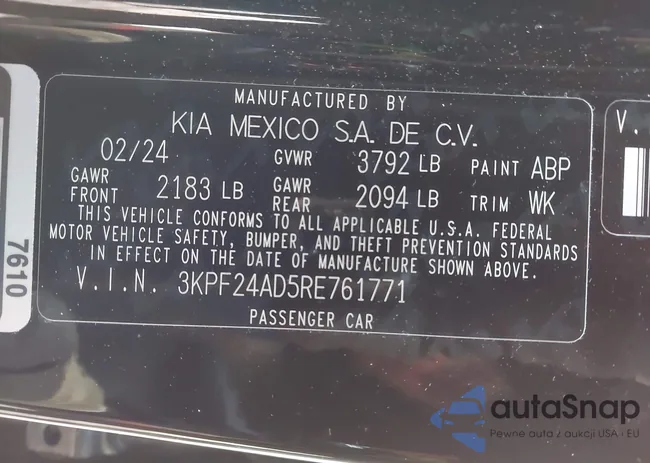 MANUFACTURED BY
KIA MEXICO S.A. DE C.V.
02/24 GVWR 3792 LB PAINT ABP
GAWR FRONT 2183 LB GAWR REAR 2094 LB TRIM WK
THIS VEHICLE CONFORMS TO ALL APPLICABLE U.S.A. FEDERAL
MOTOR VEHICLE SAFETY, BUMPER, AND THEFT PREVENTION STANDARDS
IN EFFECT ON THE DATE OF MANUFACTURE SHOWN ABOVE.
V.I.N. 3KPF24AD5RE761771
PASSENGER CAR
7610
V.
autaSnap
Pewne auta z aukcji USA - EU